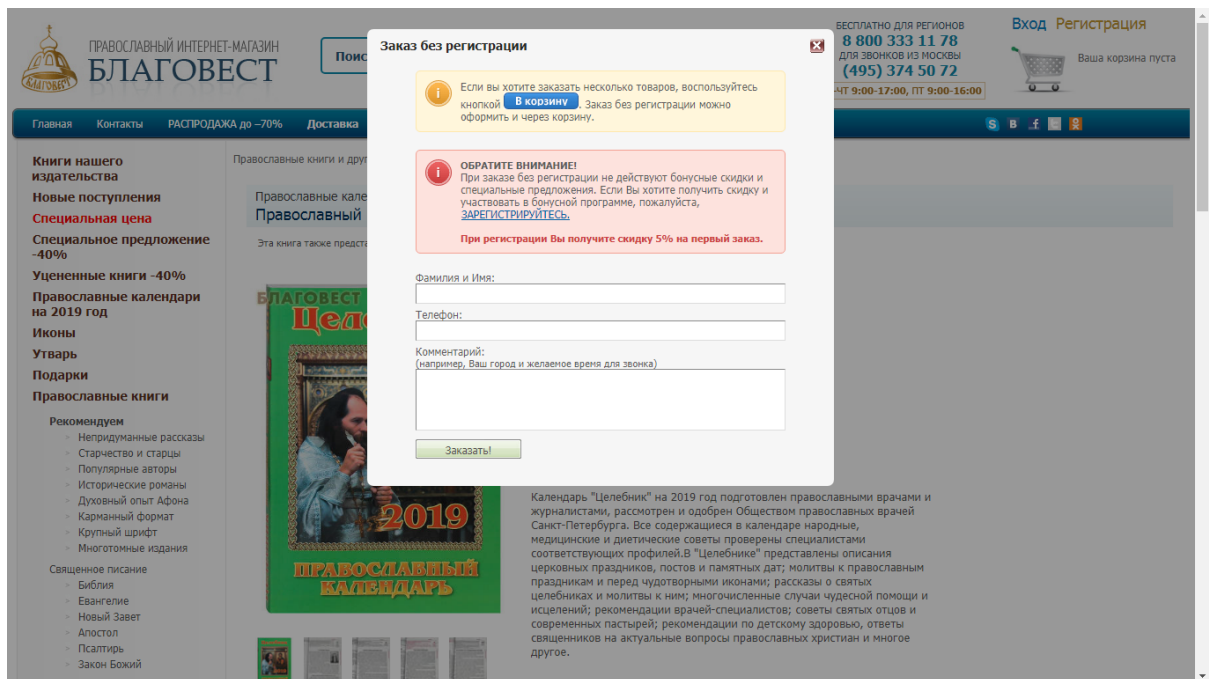 ПРАВОСЛАВНЫЙ ИНТЕРНЕТ-МАГАЗИН
БЛАГОВЕСТ
БЛАГОВЕСТ
БЕСПЛАТНО ДЛЯ РЕГИОНОВ
8 800 333 11 78
ДЛЯ ЗВОНКОВ ИЗ МОСКВЫ
(495) 374 50 72
-ЧТ 9:00-17:00, ПТ 9:00-16:00
Вход Регистрация
Ваша корзина пуста
Главная
Контакты
РАСПРОДАЖА до –70%
Доставка
Книги нашего
издательства
Новые поступления
Специальная цена
Специальное предложение
-40%
Уцененные книги -40%
Православные календари
на 2019 год
Иконы
Утварь
Подарки
Православные книги
Рекомендуем
Непридуманные рассказы
Старчество и старцы
Популярные авторы
Исторические романы
Духовный опыт Афона
Карманный формат
Крупный шрифт
Многотомные издания
Священное писание
Библия
Евангелие
Новый Завет
Апостол
Псалтирь
Закон Божий
Православные книги и
Православные
Православный
Эта книга также
БЛАГОВЕСТ
2019
ПРАВОСЛАВНЫЙ
КАЛЕНДАРЬ
Заказ без регистрации
Если вы хотите заказать несколько товаров, воспользуйтесь
кнопкой В корзину . Заказ без регистрации можно
оформить и через корзину.
ОБРАТИТЕ ВНИМАНИЕ!
При заказе без регистрации не действуют бонусные скидки и
специальные предложения. Если Вы хотите получить скидку и
участвовать в бонусной программе, пожалуйста,
ЗАРЕГИСТРИРУЙТЕСЬ.
При регистрации Вы получите скидку 5% на первый заказ.
Фамилия и Имя:
Телефон:
Комментарий:
(например, Ваш город и желаемое время для звонка)
Заказать!
Календарь "Целебник" на 2019 год подготовлен православными врачами и
журналистами, рассмотрен и одобрен Обществом православных врачей
Санкт-Петербурга. Все содержащиеся в календаре народные,
медицинские и диетические советы проверены специалистами
соответствующих профилей.В "Целебнике" представлены описания
церковных праздников, постов и памятных дат; молитвы к православным
праздникам и перед чудотворными иконами; рассказы о святых
целебниках и молитвы к ним; многочисленные случаи чудесной помощи и
исцелений; рекомендации врачей-специалистов; советы святых отцов и
современных пастырей; рекомендации по детскому здоровью, ответы
священников на актуальные вопросы православных христиан и многое
другое.